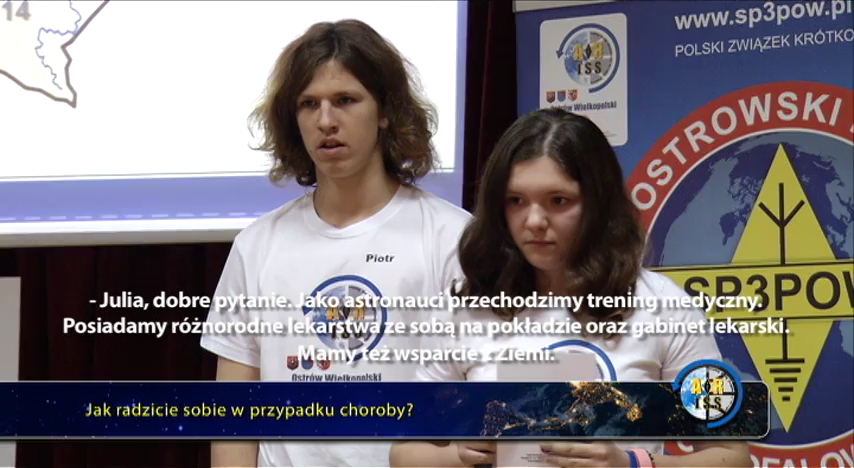 14
www.sp3pow.pl
POLSKI ZWIĄZEK KRÓTKO
ARISS
Ostrów Wielkopolski
OSTROWSKI
SP3POW
Piotr
- Julia, dobre pytanie. Jako astronauci przechodzimy trening medyczny.
Posiadamy różnorodne lekarstwa ze sobą na pokładzie oraz gabinet lekarski.
Mamy też wsparcie z Ziemi.
ARISS
Ostrów Wielkopolski
Jak radzicie sobie w przypadku choroby?
ARISS